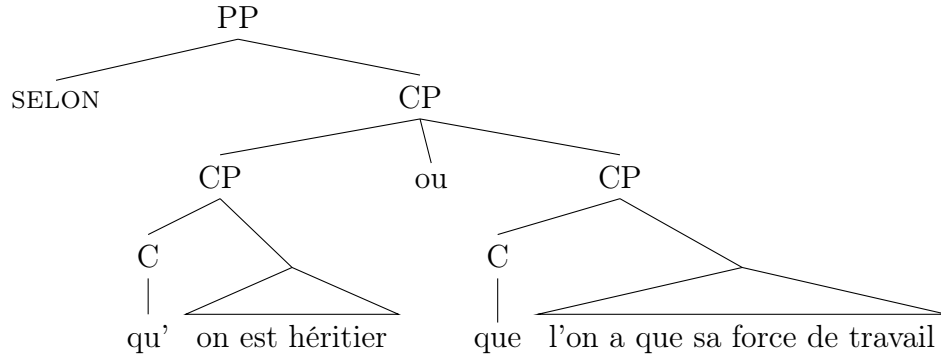 PP
SELON CP
CP ou CP
C C
qu' on est héritier que l'on a que sa force de travail